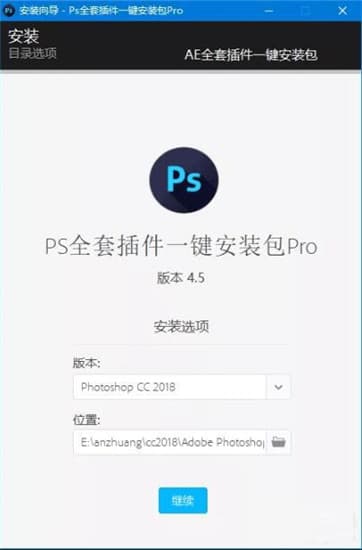 Ps 安装向导 - Ps全套插件一键安装包Pro
安装
目录选项
AE全套插件一键安装包
Ps
PS全套插件一键安装包Pro
版本 4.5
安装选项
版本:
Photoshop CC 2018
位置:
E:\anzhuang\cc2018\Adobe Photoshop
继续